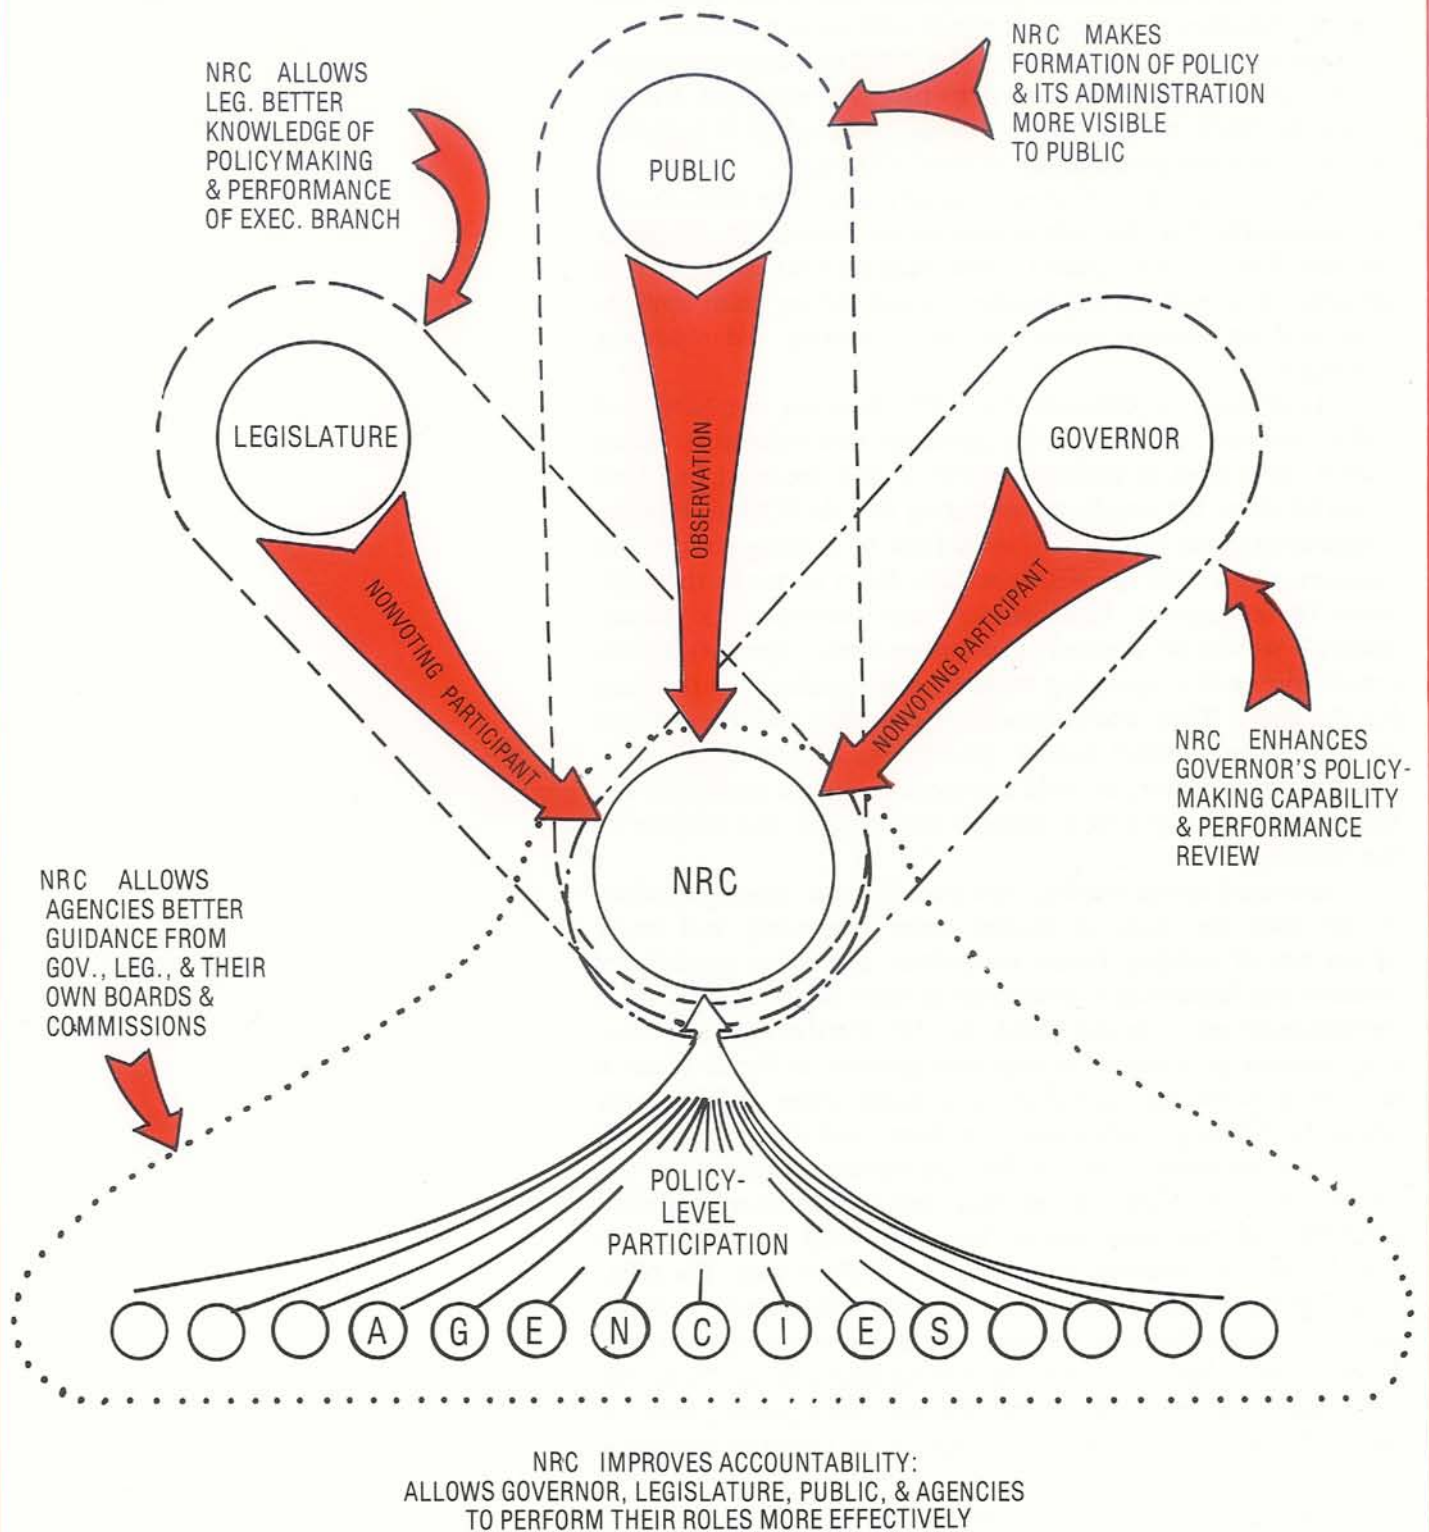 NRC ALLOWS
LEG. BETTER
KNOWLEDGE OF
POLICYMAKING
& PERFORMANCE
OF EXEC. BRANCH
PUBLIC
NRC MAKES
FORMATION OF POLICY
& ITS ADMINISTRATION
MORE VISIBLE
TO PUBLIC
LEGISLATURE
GOVERNOR
OBSERVATION
NONVOTING PARTICIPANT
NONVOTING PARTICIPANT
NRC ENHANCES
GOVERNOR'S POLICY-
MAKING CAPABILITY
& PERFORMANCE
REVIEW
NRC
NRC ALLOWS
AGENCIES BETTER
GUIDANCE FROM
GOV., LEG., & THEIR
OWN BOARDS &
COMMISSIONS
POLICY-
LEVEL
PARTICIPATION
AGENCIES
NRC IMPROVES ACCOUNTABILITY:
ALLOWS GOVERNOR, LEGISLATURE, PUBLIC, & AGENCIES
TO PERFORM THEIR ROLES MORE EFFECTIVELY